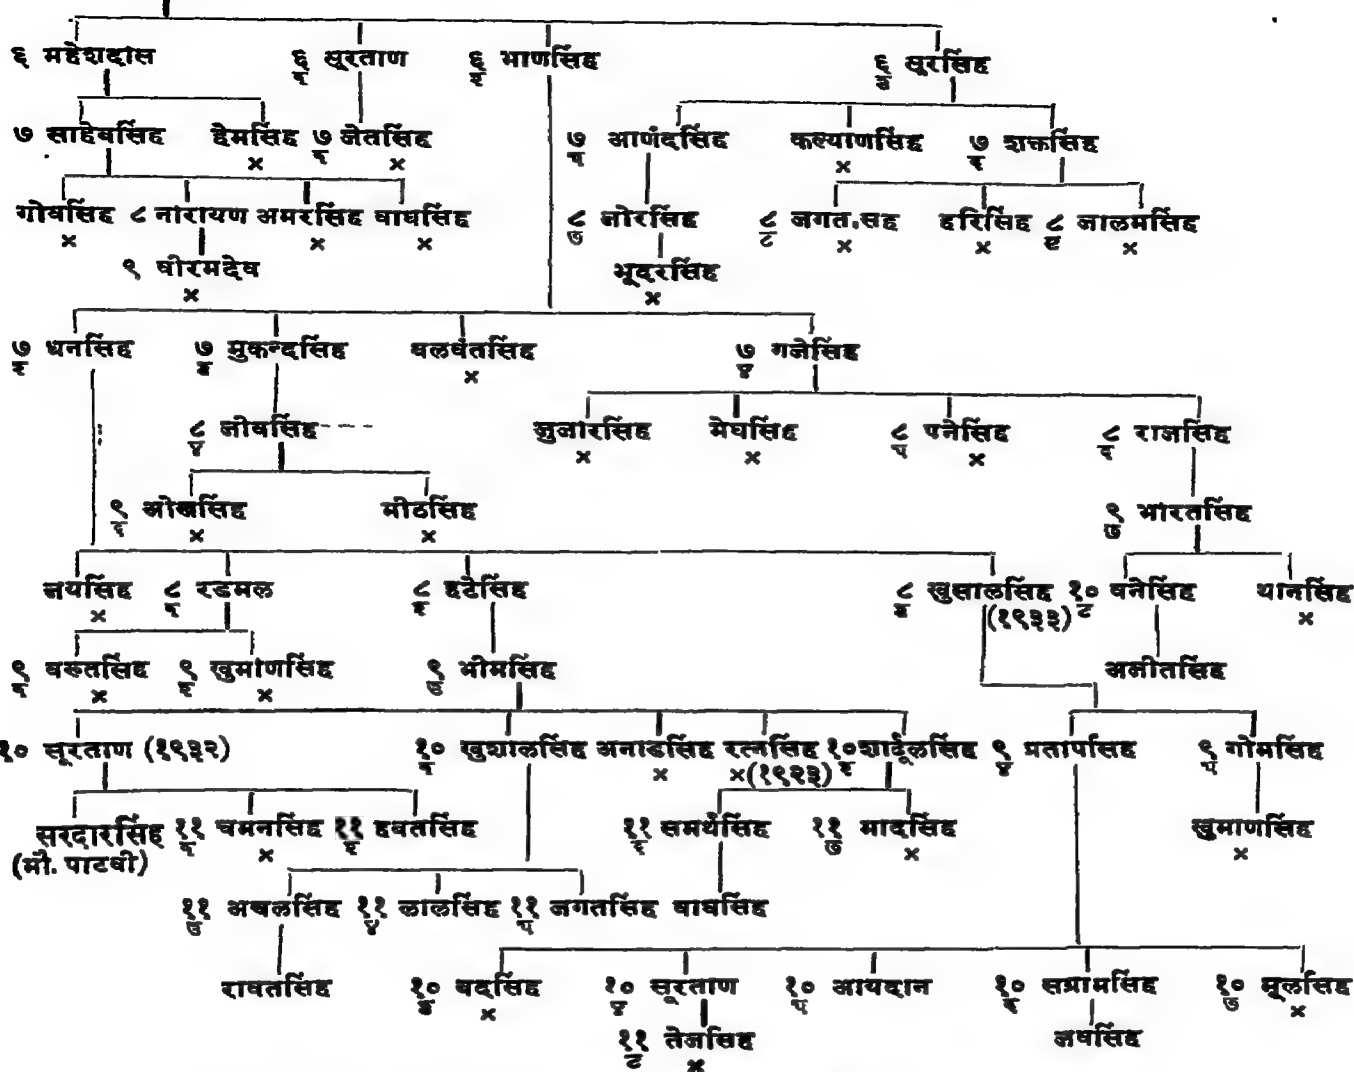 ६ महेशदास ६ सूरताण ६ भाणसिंह ६ सूरसिंह
७ साहेबसिंह हेमसिंह ७ जेतसिंह ७ आणंदसिंह कल्याणसिंह ७ शक्तसिंह
× × ×
गोवसिंह ८ नारायण अमरसिंह वाघसिंह ८ जोरसिंह ८ जगत.सह हरिसिंह ८ जालमसिंह
× × × × × ×
९ वीरमदेव भूदरसिंह
× ×
७ धनसिंह ७ मुकन्दसिंह वलवंतसिंह ७ गजेसिंह
×
८ जीवसिंह जुजारसिंह मेघसिंह ८ पनेसिंह ८ राजसिंह
× × ×
९ ओखसिंह मोठसिंह ९ भारतसिंह
× ×
जयसिंह ८ रडमल ८ हटेसिंह ८ खुसालसिंह १० वनेसिंह थानसिंह
× (१९३३) ×
९ वख्तसिंह ९ खुमाणसिंह ९ भीमसिंह अजीतसिंह
× ×
१० सूरताण (१९३२) १० खुशालसिंह अनाडसिंह रत्नसिंह १० शार्दूलसिंह ९ प्रतापसिंह ९ गोमसिंह
× ×(१९२३)
सरदारसिंह ११ चमनसिंह ११ हवतसिंह ११ समर्थसिंह ११ मादसिंह खुमाणसिंह
(मौ. पाटवी) × × ×
११ अचलसिंह ११ लालसिंह ११ जगतसिंह वाघसिंह
रावतसिंह १० वदसिंह १० सूरताण १० आयदान १० सग्रामसिंह १० मूलसिंह
× ×
११ तेजसिंह जवसिंह
×